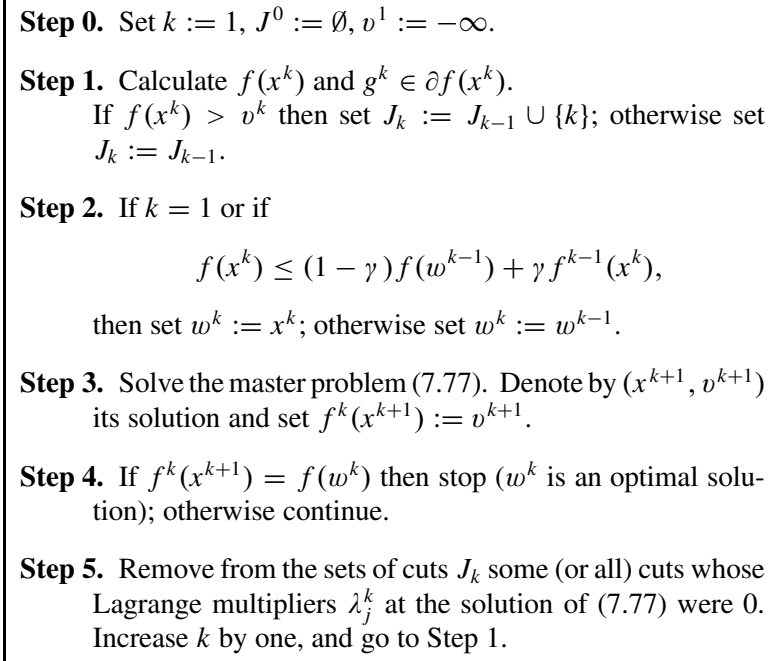 Step 0. Set k := 1, J^0 := ∅, v^1 := −∞.
Step 1. Calculate f(x^k) and g^k ∈ ∂f(x^k).
If f(x^k) > v^k then set J_k := J_{k−1} ∪ {k}; otherwise set
J_k := J_{k−1}.
Step 2. If k = 1 or if
f(x^k) ≤ (1 − γ)f(w^{k−1}) + γ f^{k−1}(x^k),
then set w^k := x^k; otherwise set w^k := w^{k−1}.
Step 3. Solve the master problem (7.77). Denote by (x^{k+1}, v^{k+1})
its solution and set f^k(x^{k+1}) := v^{k+1}.
Step 4. If f^k(x^{k+1}) = f(w^k) then stop (w^k is an optimal solu-
tion); otherwise continue.
Step 5. Remove from the sets of cuts J_k some (or all) cuts whose
Lagrange multipliers λ_j^k at the solution of (7.77) were 0.
Increase k by one, and go to Step 1.